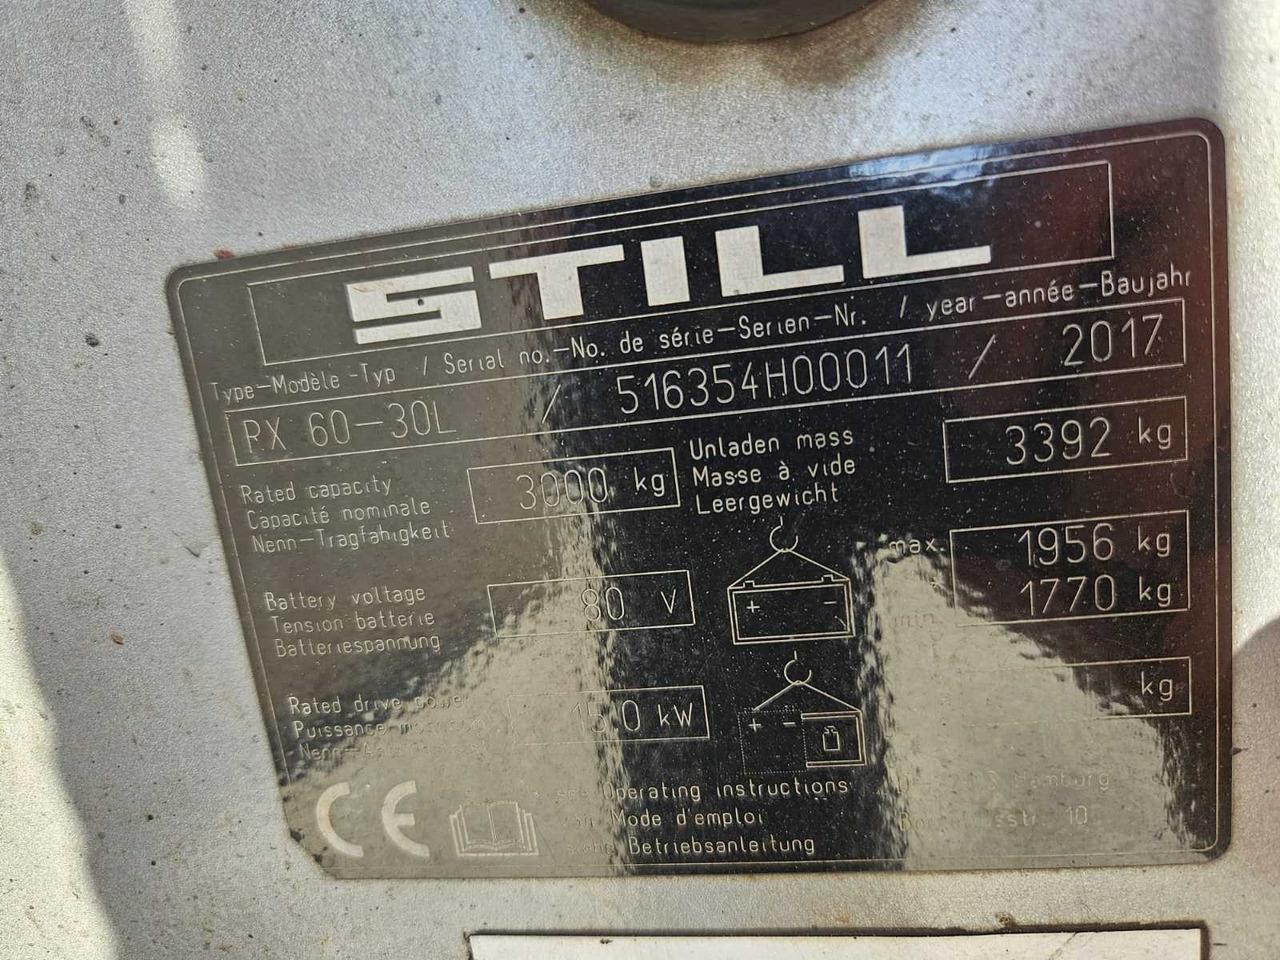 STILL
Type-Modèle-Typ / Serial no.-No. de série-Serien-Nr. / year-année-Baujahr
RX 60-30L / 516354H00011 / 2017
Rated capacity
Capacité nominale
Nenn-Tragfähigkeit
3000 kg
Unladen mass
Masse à vide
Leergewicht
3392 kg
Battery voltage
Tension batterie
Batteriespannung
80 V
+ -
max. 1956 kg
min. 1770 kg
Rated drive
Puissance
15.0 kW
+ -
kg
CE
Operating instructions
Mode d'emploi
Betriebsanleitung
Hamburg
10